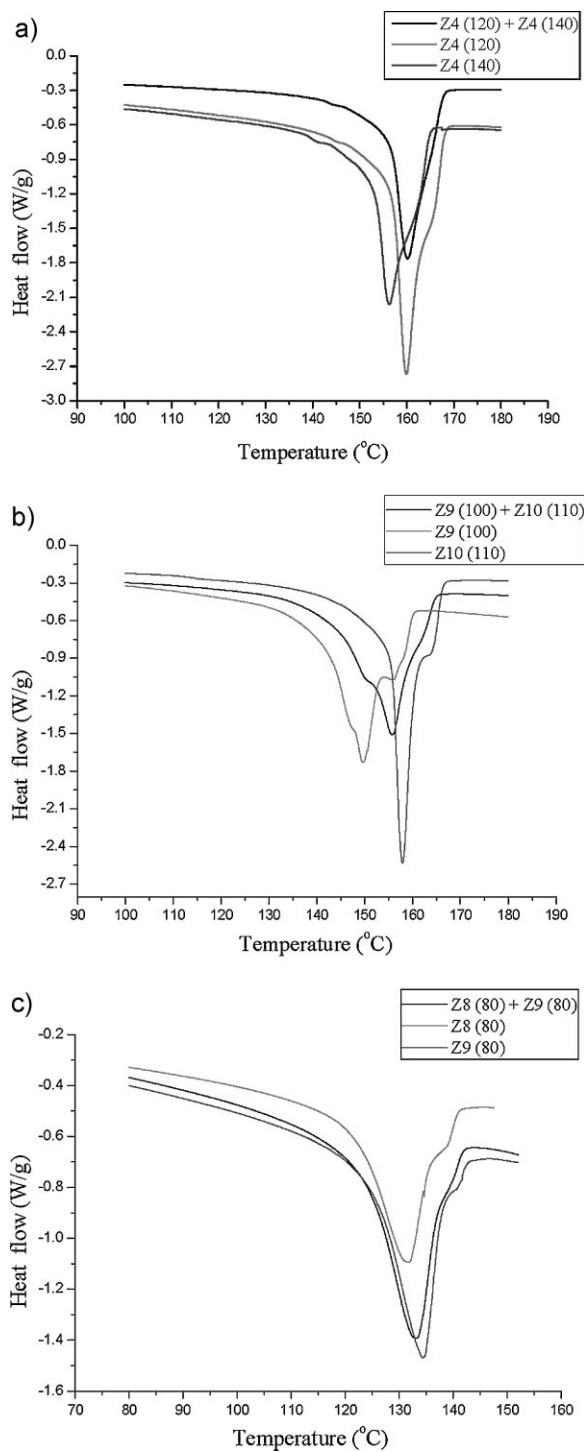 a)
Z4 (120) + Z4 (140)
Z4 (120)
Z4 (140)
0.0
-0.3
-0.6
-0.9
-1.2
-1.5
-1.8
-2.1
-2.4
-2.7
-3.0
Heat flow (W/g)
90 100 110 120 130 140 150 160 170 180 190
Temperature (°C)
b)
Z9 (100) + Z10 (110)
Z9 (100)
Z10 (110)
0.0
-0.3
-0.6
-0.9
-1.2
-1.5
-1.8
-2.1
-2.4
-2.7
Heat flow (W/g)
90 100 110 120 130 140 150 160 170 180 190
Temperature (°C)
c)
Z8 (80) + Z9 (80)
Z8 (80)
Z9 (80)
-0.2
-0.4
-0.6
-0.8
-1.0
-1.2
-1.4
-1.6
Heat flow (W/g)
70 80 90 100 110 120 130 140 150 160
Temperature (°C)